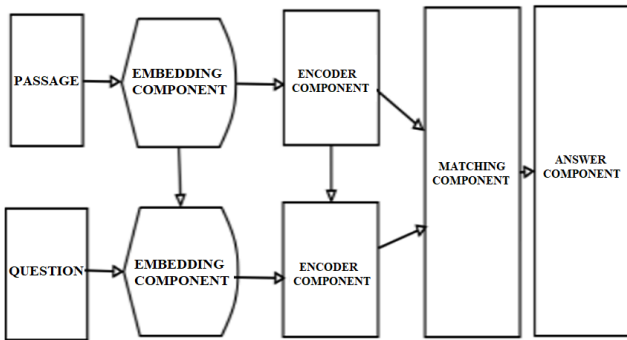 PASSAGE
EMBEDDING
COMPONENT
ENCODER
COMPONENT
MATCHING
COMPONENT
ANSWER
COMPONENT
QUESTION
EMBEDDING
COMPONENT
ENCODER
COMPONENT